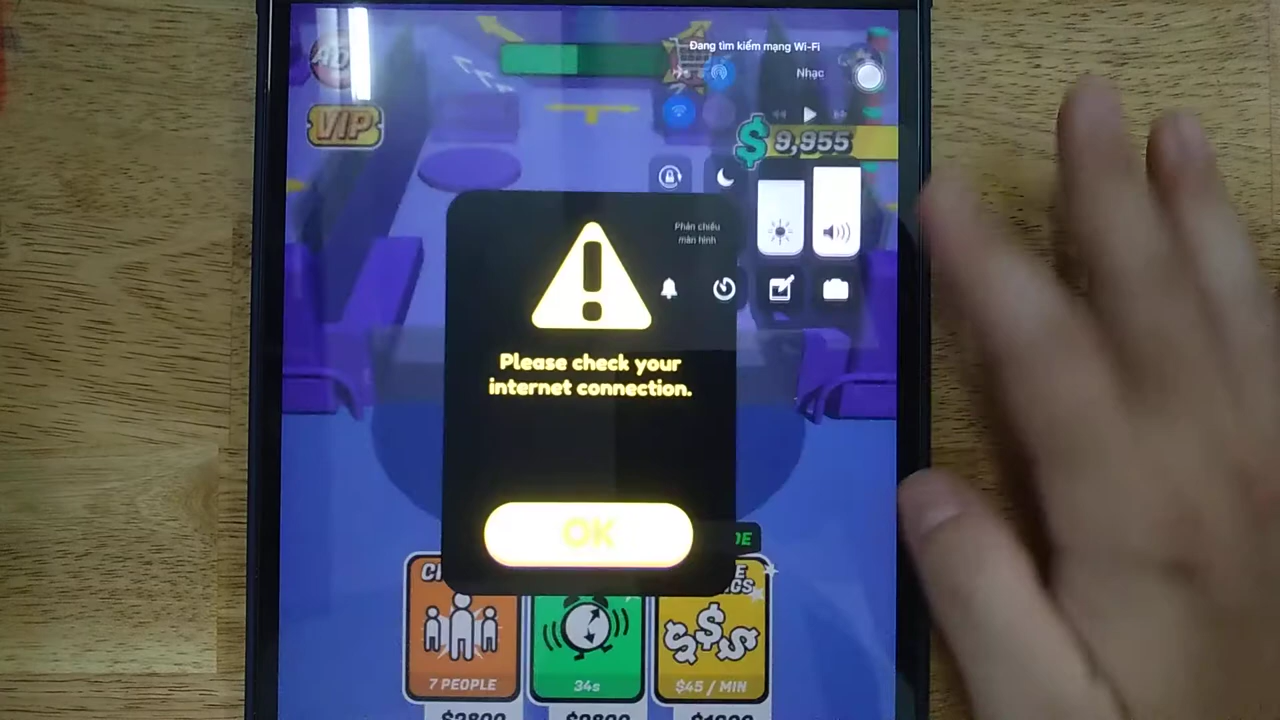 AD
Đang tìm kiếm mạng Wi-Fi
Nhạc
VIP
$ 9,955
Phản chiếu
màn hình
Please check your
internet connection.
OK
7 PEOPLE
34s
$45 / MIN